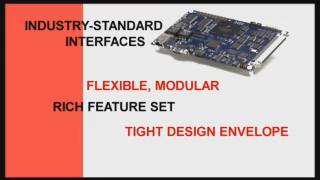 INDUSTRY-STANDARD
INTERFACES
FLEXIBLE, MODULAR
RICH FEATURE SET
TIGHT DESIGN ENVELOPE